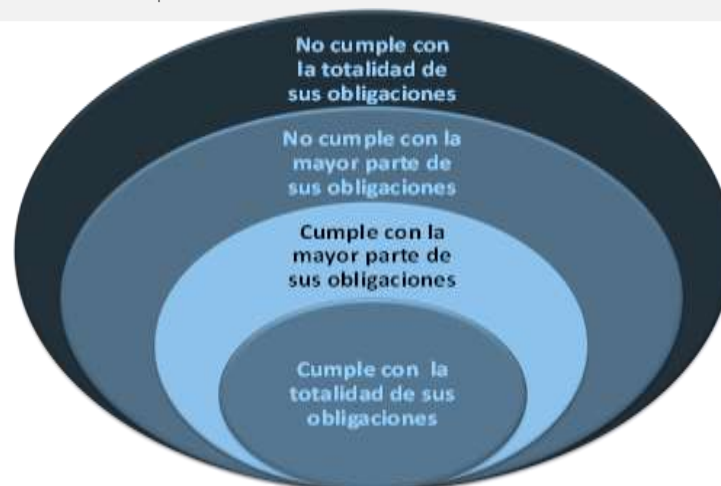 No cumple con
la totalidad de
sus obligaciones
No cumple con la
mayor parte de
sus obligaciones
Cumple con la
mayor parte de
sus obligaciones
Cumple con la
totalidad de sus
obligaciones